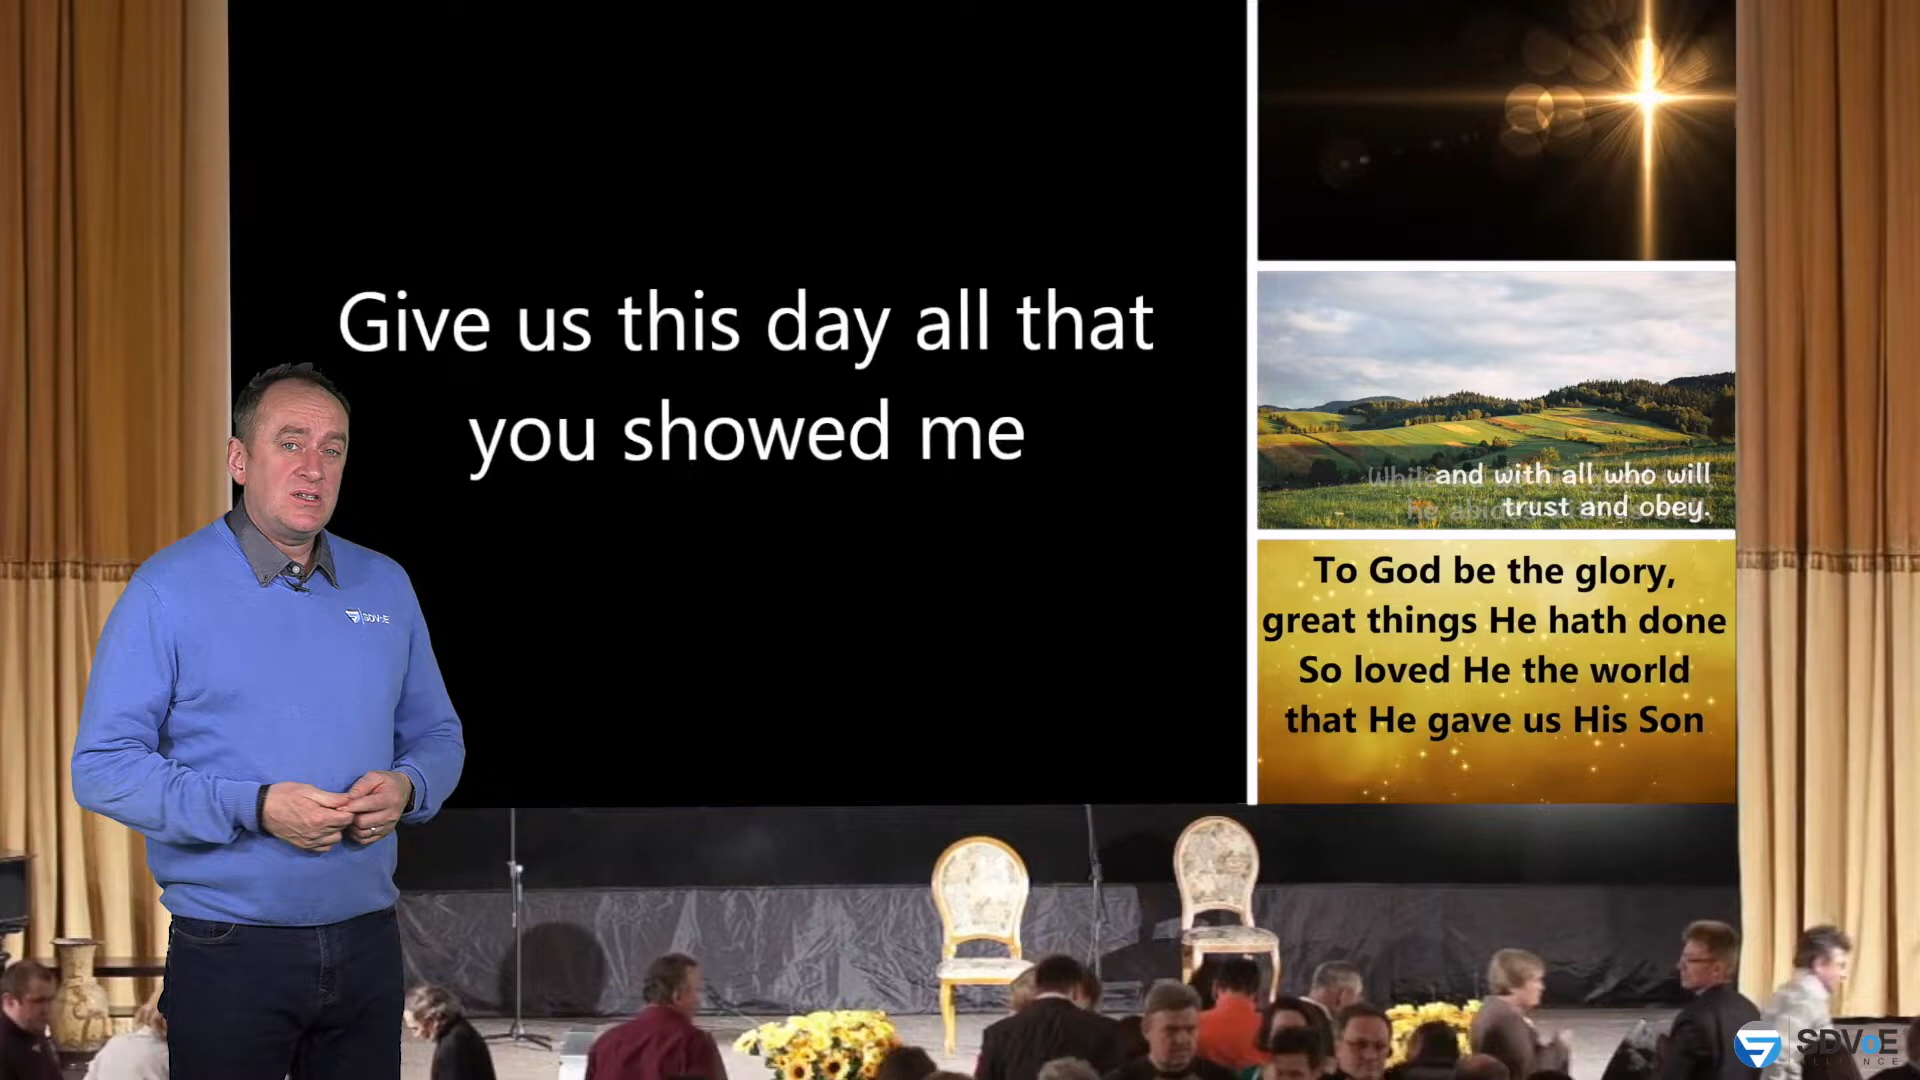 Give us this day all that
you showed me
and with all who will
trust and obey.
To God be the glory,
great things He hath done
So loved He the world
that He gave us His Son
SDVoE
SDVoE
ALLIANCE